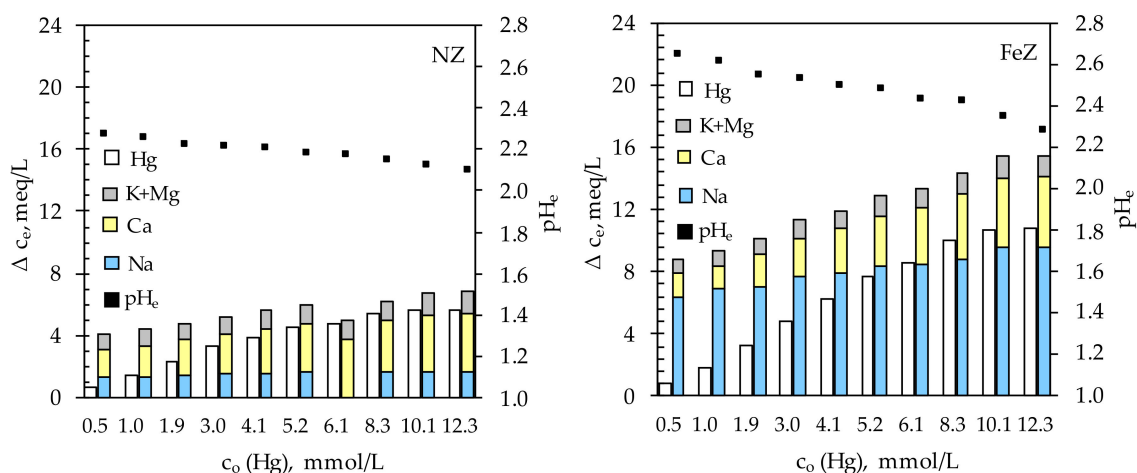 NZ
24
20
16
12
8
4
0
Δ cₑ, meq/L
Hg
K+Mg
Ca
Na
pHₑ
2.8
2.6
2.4
2.2
2.0
1.8
1.6
1.4
1.2
1.0
pHₑ
0.5 1.0 1.9 3.0 4.1 5.2 6.1 8.3 10.1 12.3
cₒ (Hg), mmol/L
FeZ
24
20
16
12
8
4
0
Δ cₑ, meq/L
Hg
K+Mg
Ca
Na
pHₑ
2.8
2.6
2.4
2.2
2.0
1.8
1.6
1.4
1.2
1.0
pHₑ
0.5 1.0 1.9 3.0 4.1 5.2 6.1 8.3 10.1 12.3
cₒ (Hg), mmol/L